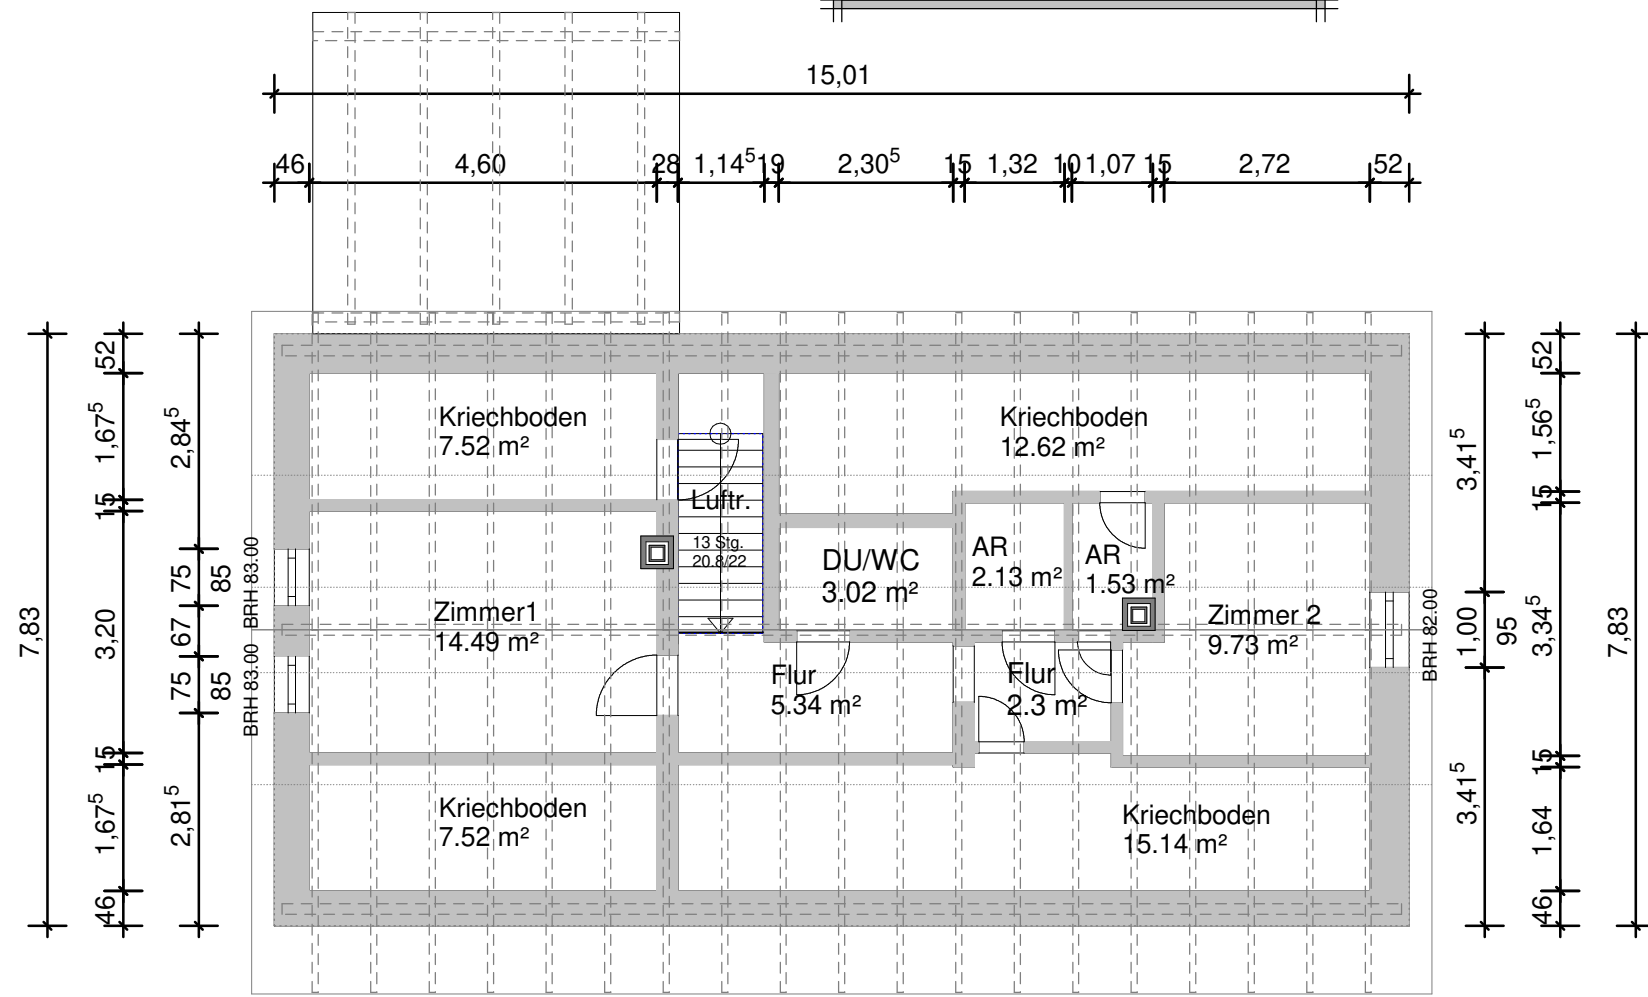 15,01
46 4,60 28 1,14⁵ 19 2,30⁵ 15 1,32 10 1,07 15 2,72 52
7,83
52
1,67⁵
15
3,20
15
1,67⁵
46
2,84⁵
75
67
75
2,81⁵
85
85
BRH 83.00
BRH 83.00
Kriechboden
7.52 m²
Kriechboden
12.62 m²
Luftr.
13 Stg.
20.8/22
DU/WC
3.02 m²
AR
2.13 m²
AR
1.53 m²
Zimmer1
14.49 m²
Zimmer 2
9.73 m²
Flur
5.34 m²
Flur
2.3 m²
Kriechboden
7.52 m²
Kriechboden
15.14 m²
BRH 82.00
3,41⁵
1,00
95
3,41⁵
52
1,56⁵
15
3,34⁵
15
1,64
46
7,83